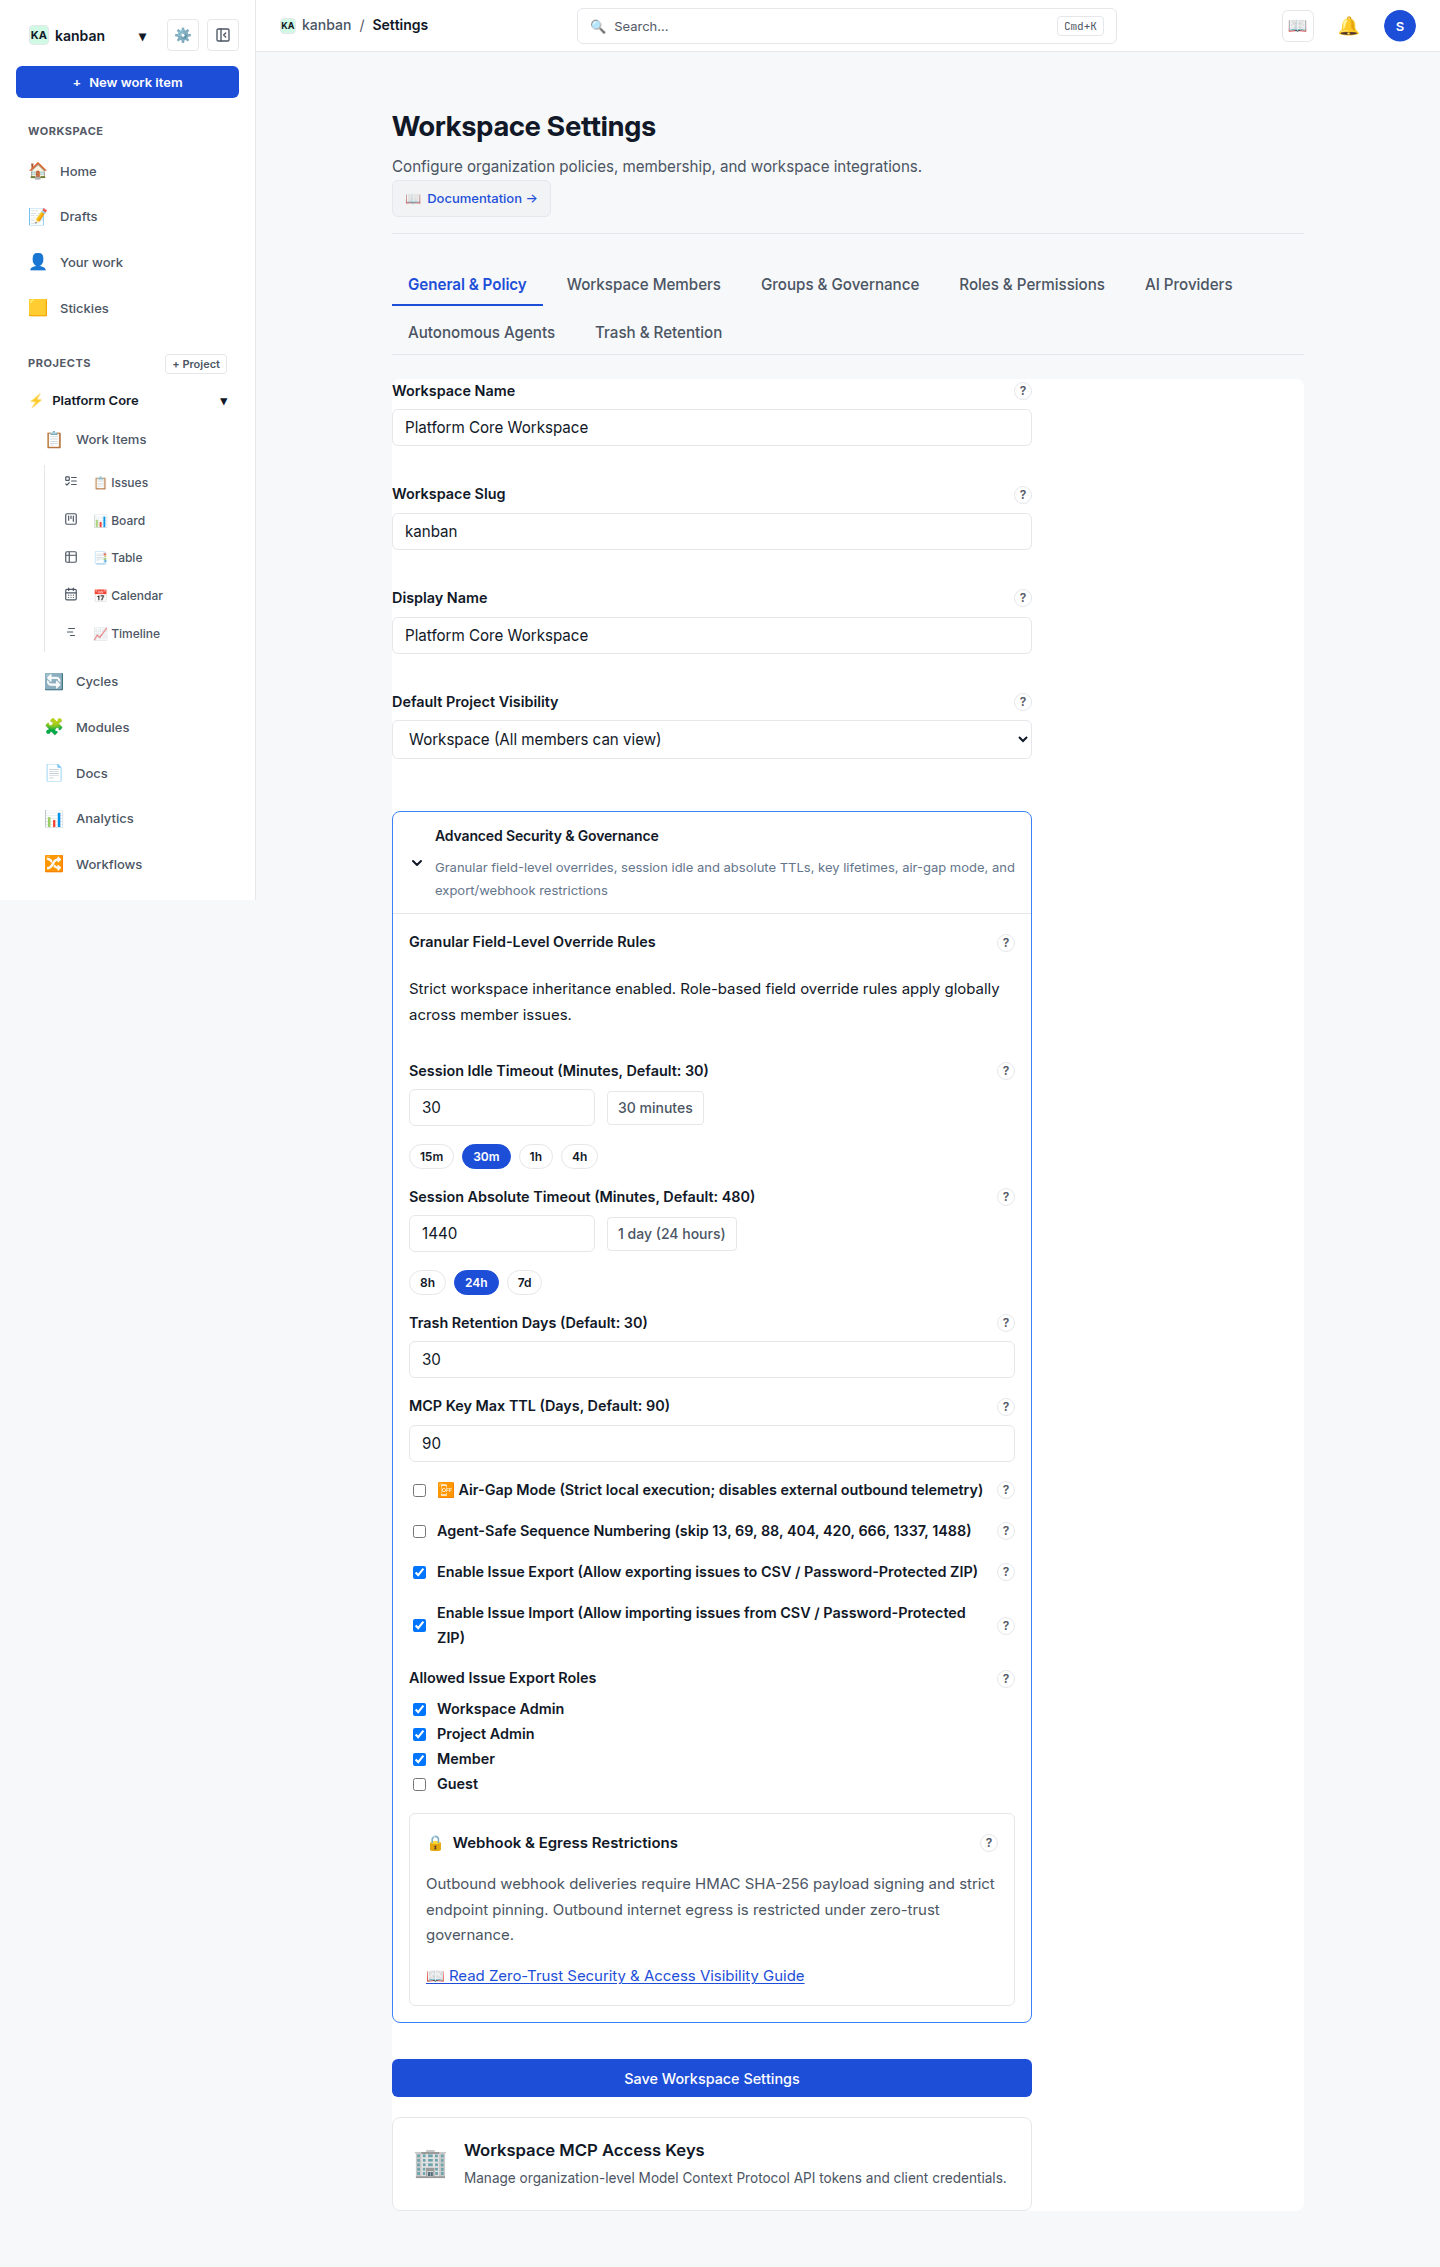 KA kanban ▾
+ New work item
WORKSPACE
Home
Drafts
Your work
Stickies
PROJECTS
+ Project
Platform Core ▾
Work Items
Issues
Board
Table
Calendar
Timeline
Cycles
Modules
Docs
Analytics
Workflows
KA kanban / Settings
Search...
Cmd+K
S
Workspace Settings
Configure organization policies, membership, and workspace integrations.
Documentation →
General & Policy
Workspace Members
Groups & Governance
Roles & Permissions
AI Providers
Autonomous Agents
Trash & Retention
Workspace Name ?
Platform Core Workspace
Workspace Slug ?
kanban
Display Name ?
Platform Core Workspace
Default Project Visibility ?
Workspace (All members can view)
Advanced Security & Governance
Granular field-level overrides, session idle and absolute TTLs, key lifetimes, air-gap mode, and
export/webhook restrictions
Granular Field-Level Override Rules ?
Strict workspace inheritance enabled. Role-based field override rules apply globally
across member issues.
Session Idle Timeout (Minutes, Default: 30) ?
30
30 minutes
15m 30m 1h 4h
Session Absolute Timeout (Minutes, Default: 480) ?
1440
1 day (24 hours)
8h 24h 7d
Trash Retention Days (Default: 30) ?
30
MCP Key Max TTL (Days, Default: 90) ?
90
Air-Gap Mode (Strict local execution; disables external outbound telemetry) ?
Agent-Safe Sequence Numbering (skip 13, 69, 88, 404, 420, 666, 1337, 1488) ?
Enable Issue Export (Allow exporting issues to CSV / Password-Protected ZIP) ?
Enable Issue Import (Allow importing issues from CSV / Password-Protected
ZIP) ?
Allowed Issue Export Roles ?
Workspace Admin
Project Admin
Member
Guest
Webhook & Egress Restrictions ?
Outbound webhook deliveries require HMAC SHA-256 payload signing and strict
endpoint pinning. Outbound internet egress is restricted under zero-trust
governance.
Read Zero-Trust Security & Access Visibility Guide
Save Workspace Settings
Workspace MCP Access Keys
Manage organization-level Model Context Protocol API tokens and client credentials.